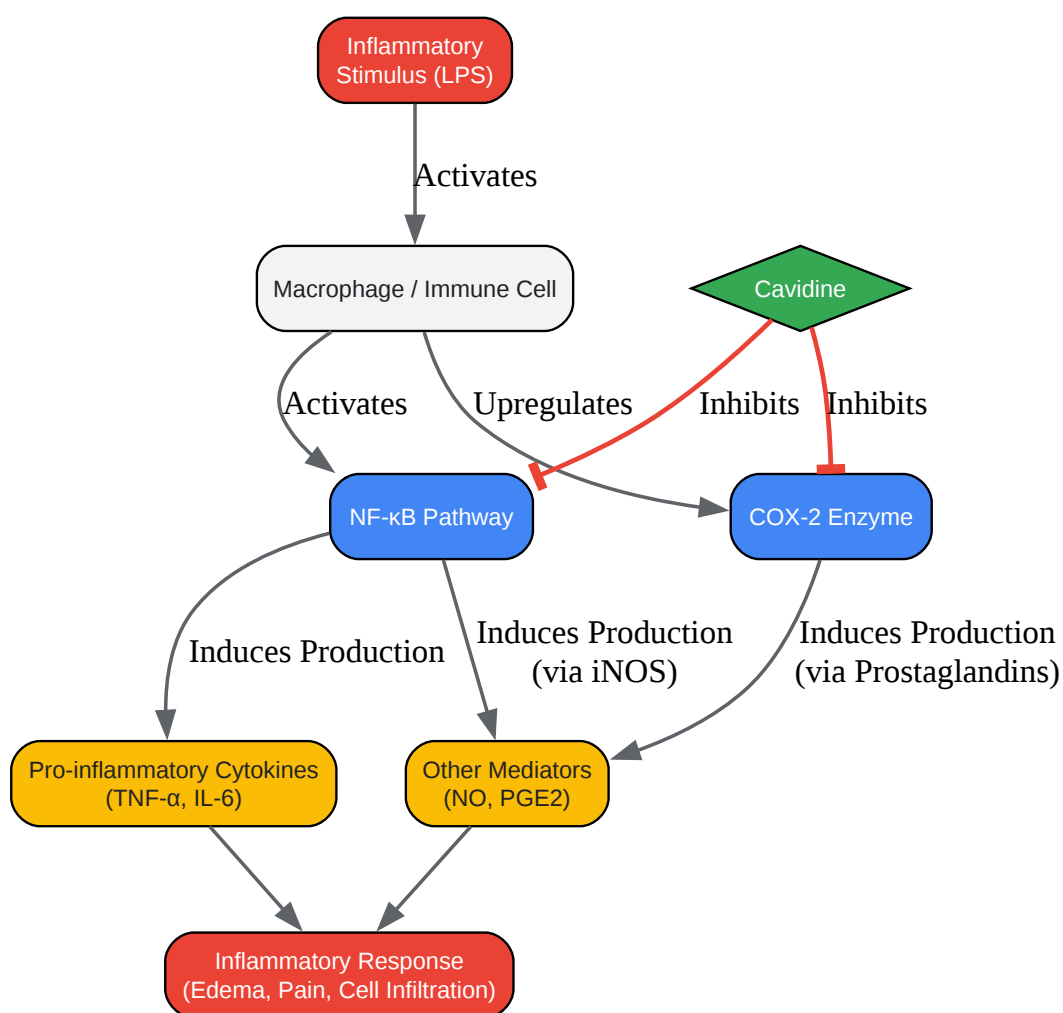 Inflammatory
Stimulus (LPS)
Activates
Macrophage / Immune Cell
Cavidine
Activates
Upregulates
Inhibits
Inhibits
NF-κB Pathway
COX-2 Enzyme
Induces Production
Induces Production
(via iNOS)
Induces Production
(via Prostaglandins)
Pro-inflammatory Cytokines
(TNF-α, IL-6)
Other Mediators
(NO, PGE2)
Inflammatory Response
(Edema, Pain, Cell Infiltration)